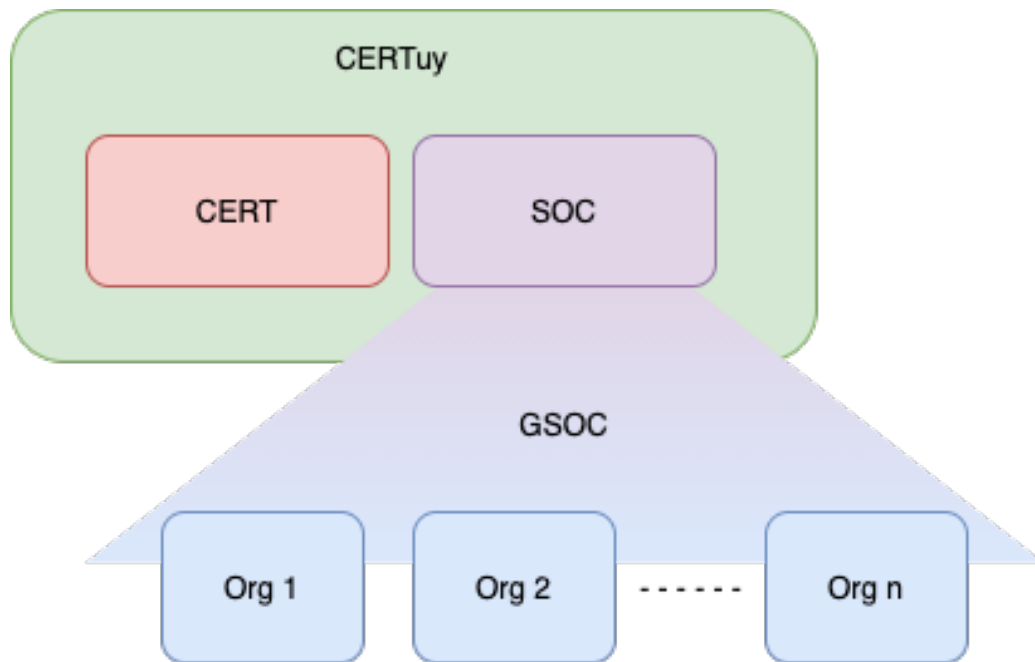 CERTuy
CERT
SOC
GSOC
Org 1
Org 2
- - - - - -
Org n